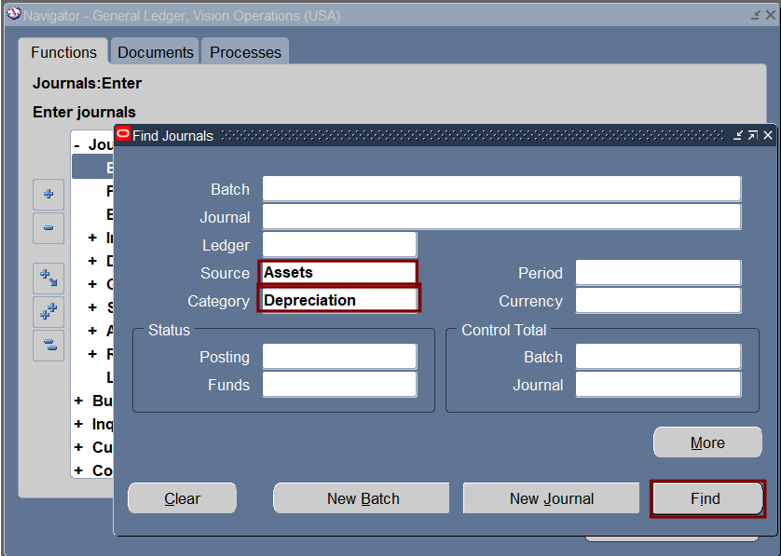 Navigator - General Ledger, Vision Operations (USA)
Functions Documents Processes
Journals:Enter
Enter journals
Find Journals
- Jou
E
F
E
+ In
+ D
+
+ S
+ A
+ R
L
+ Bu
+ Inq
+ Cu
+ Co
Batch
Journal
Ledger
Source Assets Period
Category Depreciation Currency
Status Control Total
Posting Batch
Funds Journal
More
Clear New Batch New Journal Find